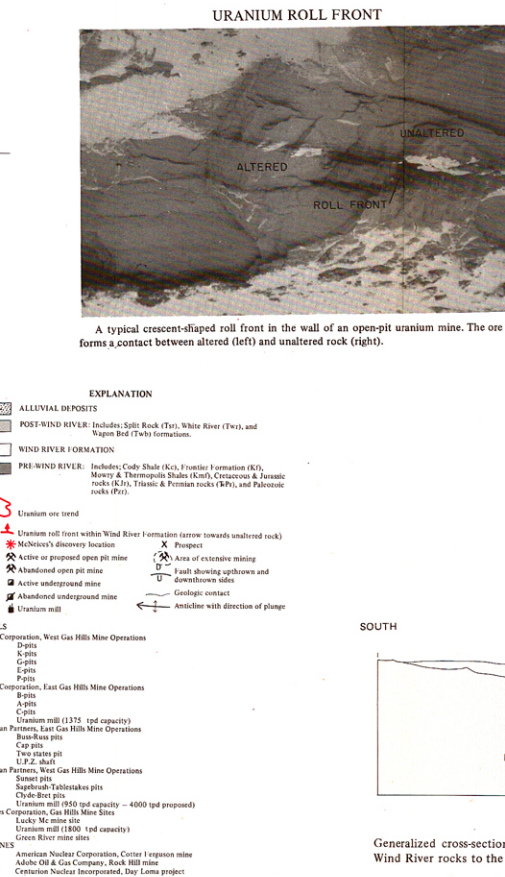 URANIUM ROLL FRONT
UNALTERED
ALTERED
ROLL FRONT
A typical crescent-shaped roll front in the wall of an open-pit uranium mine. The ore
forms a contact between altered (left) and unaltered rock (right).
EXPLANATION
ALLUVIAL DEPOSITS
POST-WIND RIVER: Includes; Split Rock (Tsr), White River (Twr), and
Wagon Bed (Twb) formations.
WIND RIVER FORMATION
PRE-WIND RIVER: Includes; Cody Shale (Kc), Frontier Formation (Kf),
Mowry & Thermopolis Shales (Kmf), Cretaceous & Jurassic
rocks (KJr), Triassic & Permian rocks (TrPr), and Paleozoic
rocks (Pzr).
Uranium ore trend
Uranium roll front within Wind River Formation (arrow towards unaltered rock)
McNeices's discovery location
Active or proposed open pit mine
Abandoned open pit mine
Active underground mine
Abandoned underground mine
Uranium mill
X Prospect
Area of extensive mining
D
U
Fault showing upthrown and
downthrown sides
Geologic contact
Anticline with direction of plunge
LS
Corporation, West Gas Hills Mine Operations
D-pits
K-pits
G-pits
E-pits
P-pits
Corporation, East Gas Hills Mine Operations
B-pits
A-pits
C-pits
Uranium mill (1375 tpd capacity)
an Partners, East Gas Hills Mine Operations
Buss-Russ pits
Cap pits
Two states pit
U.P.Z. shaft
an Partners, West Gas Hills Mine Operations
Sunset pits
Sagebrush-Tablestakes pits
Clyde-Bret pits
Uranium mill (950 tpd capacity – 4000 tpd proposed)
es Corporation, Gas Hills Mine Sites
Lucky Mc mine site
Uranium mill (1800 tpd capacity)
Green River mine sites
NES
American Nuclear Corporation, Cotter Ferguson mine
Adobe Oil & Gas Company, Rock Hill mine
Centurion Nuclear Incorporated, Day Loma project
SOUTH
Generalized cross-section
Wind River rocks to the